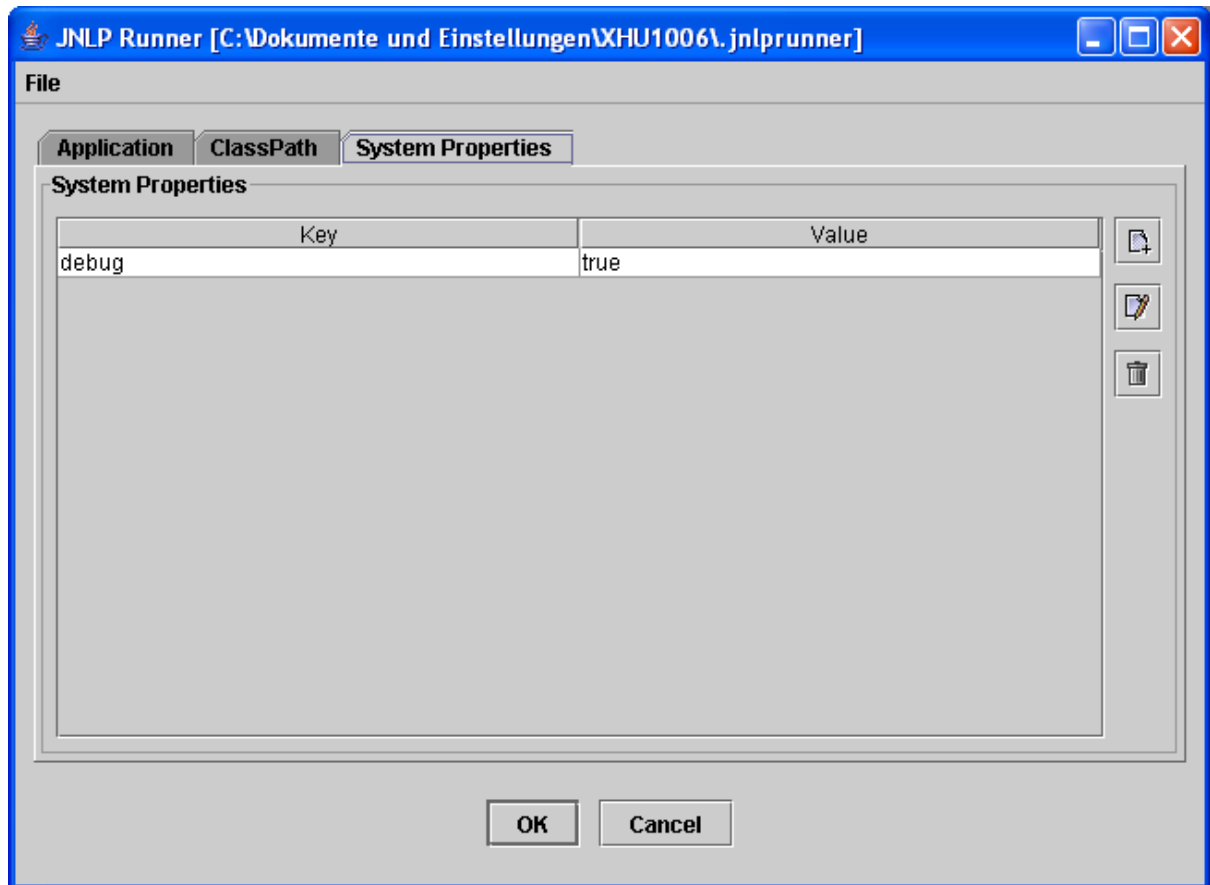 JNLP Runner [C:\Dokumente und Einstellungen\XHU1006\.jnlprunner]
File
Application ClassPath System Properties
System Properties
Key Value
debug true
OK Cancel